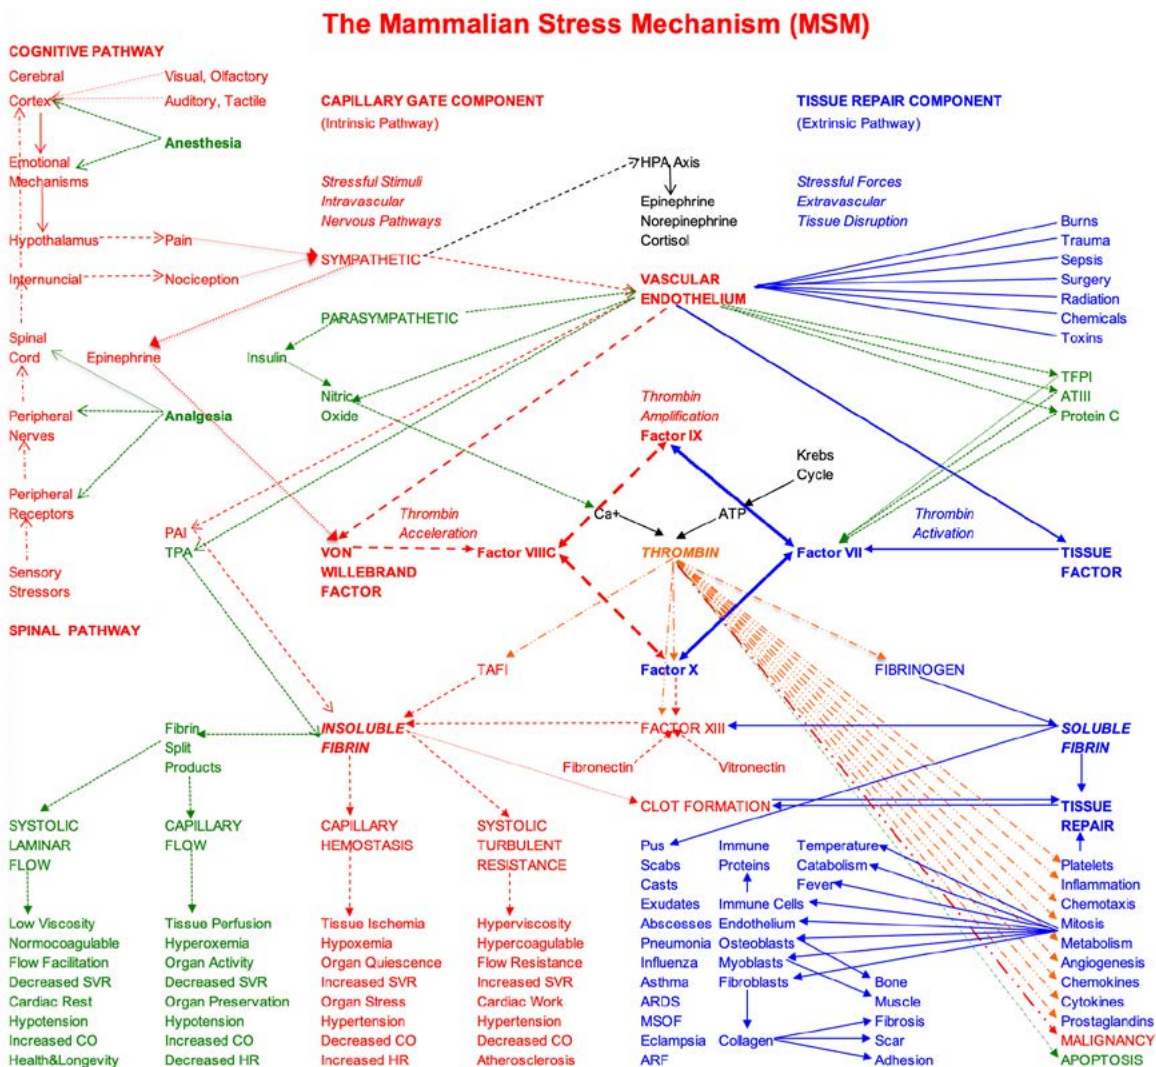 The Mammalian Stress Mechanism (MSM)
COGNITIVE PATHWAY
Cerebral
Cortex
Visual, Olfactory
Auditory, Tactile
Anesthesia
Emotional
Mechanisms
Hypothalamus
Pain
Internuncial
Nociception
Spinal
Cord
Epinephrine
Analgesia
Peripheral
Nerves
Peripheral
Receptors
PAI
TPA
Sensory
Stressors
SPINAL PATHWAY
CAPILLARY GATE COMPONENT
(Intrinsic Pathway)
Stressful Stimuli
Intravascular
Nervous Pathways
SYMPATHETIC
PARASYMPATHETIC
Insulin
Nitric
Oxide
HPA Axis
Epinephrine
Norepinephrine
Cortisol
VASCULAR
ENDOTHELIUM
TISSUE REPAIR COMPONENT
(Extrinsic Pathway)
Stressful Forces
Extravascular
Tissue Disruption
Burns
Trauma
Sepsis
Surgery
Radiation
Chemicals
Toxins
TFPI
ATIII
Protein C
Thrombin
Amplification
Factor IX
Krebs
Cycle
Ca+
ATP
Thrombin
Acceleration
Thrombin
Activation
VON
WILLEBRAND
FACTOR
Factor VIIIC
THROMBIN
Factor VII
TISSUE
FACTOR
TAFI
Factor X
FIBRINOGEN
Fibrin
Split
Products
INSOLUBLE
FIBRIN
FACTOR XIII
SOLUBLE
FIBRIN
Fibronectin
Vitronectin
CLOT FORMATION
TISSUE
REPAIR
SYSTOLIC
LAMINAR
FLOW
CAPILLARY
FLOW
CAPILLARY
HEMOSTASIS
SYSTOLIC
TURBULENT
RESISTANCE
Low Viscosity
Normocoagulable
Flow Facilitation
Decreased SVR
Cardiac Rest
Hypotension
Increased CO
Health&Longevity
Tissue Perfusion
Hyperoxemia
Organ Activity
Decreased SVR
Organ Preservation
Hypotension
Increased CO
Decreased HR
Tissue Ischemia
Hypoxemia
Organ Quiescence
Increased SVR
Organ Stress
Hypertension
Decreased CO
Increased HR
Hyperviscosity
Hypercoagulable
Flow Resistance
Increased SVR
Cardiac Work
Hypertension
Decreased CO
Atherosclerosis
Pus
Scabs
Casts
Exudates
Abscesses
Pneumonia
Influenza
Asthma
ARDS
MSOF
Eclampsia
ARF
Immune
Proteins
Immune Cells
Endothelium
Osteoblasts
Myoblasts
Fibroblasts
Collagen
Temperature
Catabolism
Fever
Bone
Muscle
Fibrosis
Scar
Adhesion
Platelets
Inflammation
Chemotaxis
Mitosis
Metabolism
Angiogenesis
Chemokines
Cytokines
Prostaglandins
MALIGNANCY
APOPTOSIS